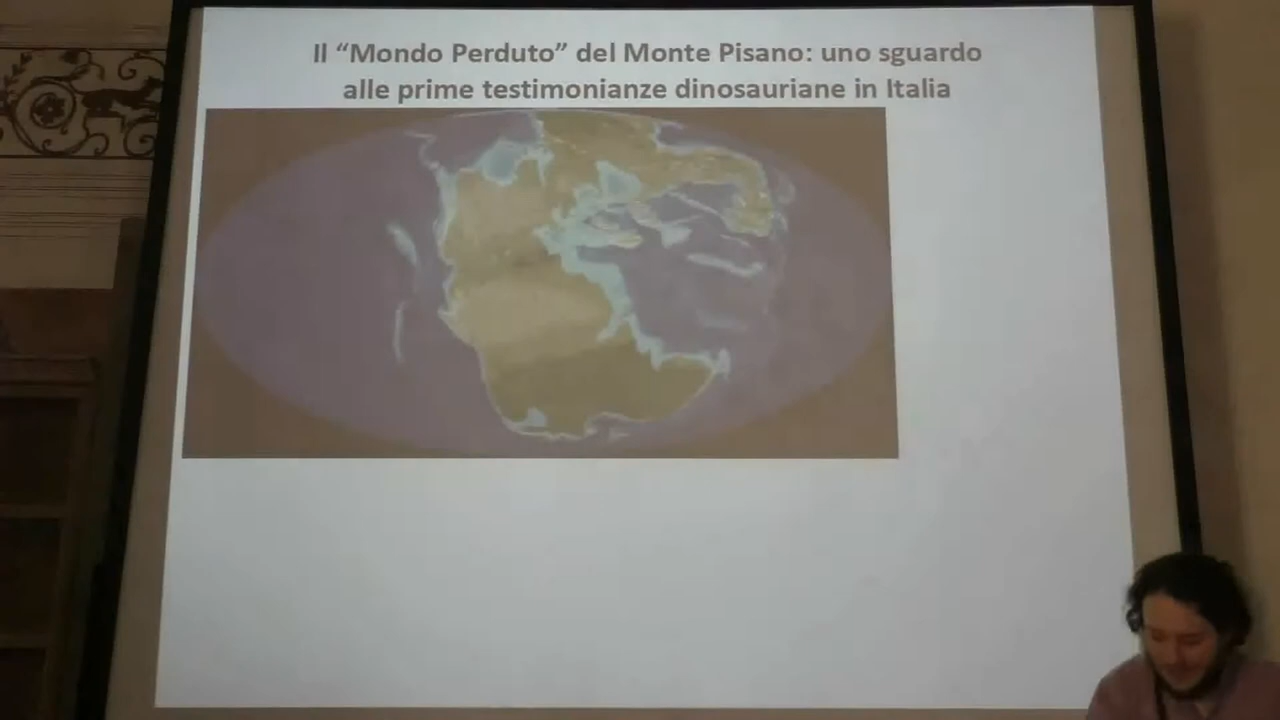 Il “Mondo Perduto” del Monte Pisano: uno sguardo
alle prime testimonianze dinosauriane in Italia